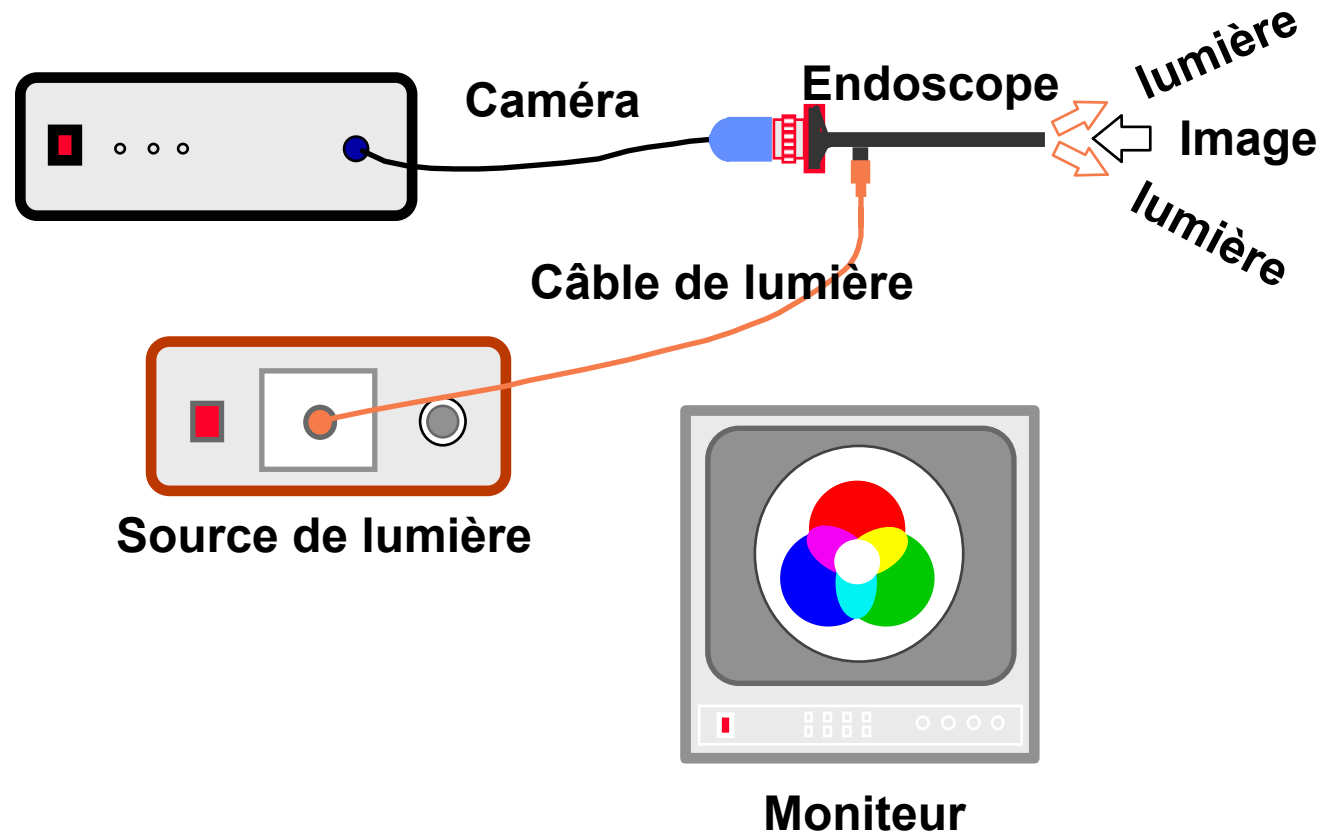 lumière
Endoscope
Caméra
Image
lumière
Câble de lumière
Source de lumière
Moniteur